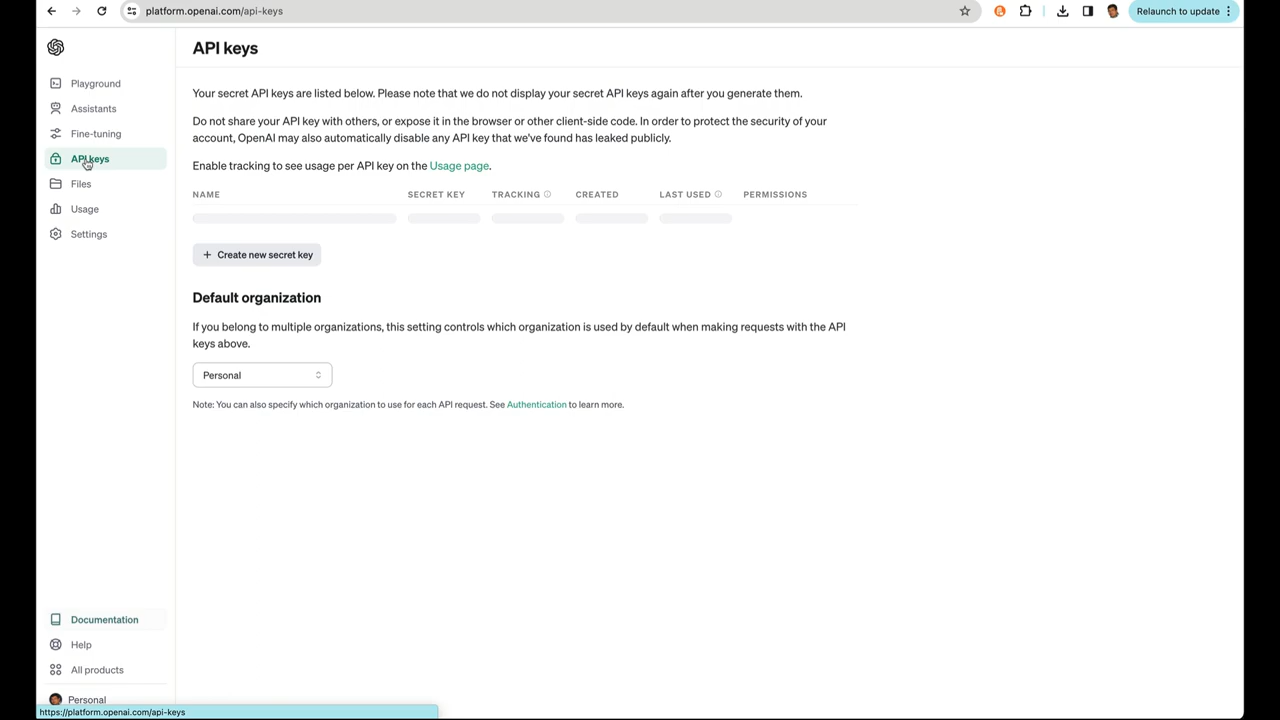 platform.openai.com/api-keys
Relaunch to update
API keys
Playground
Assistants
Fine-tuning
API keys
Files
Usage
Settings
Your secret API keys are listed below. Please note that we do not display your secret API keys again after you generate them.
Do not share your API key with others, or expose it in the browser or other client-side code. In order to protect the security of your
account, OpenAI may also automatically disable any API key that we've found has leaked publicly.
Enable tracking to see usage per API key on the Usage page.
NAME SECRET KEY TRACKING CREATED LAST USED PERMISSIONS
+ Create new secret key
Default organization
If you belong to multiple organizations, this setting controls which organization is used by default when making requests with the API
keys above.
Personal
Note: You can also specify which organization to use for each API request. See Authentication to learn more.
Documentation
Help
All products
Personal
https://platform.openai.com/api-keys